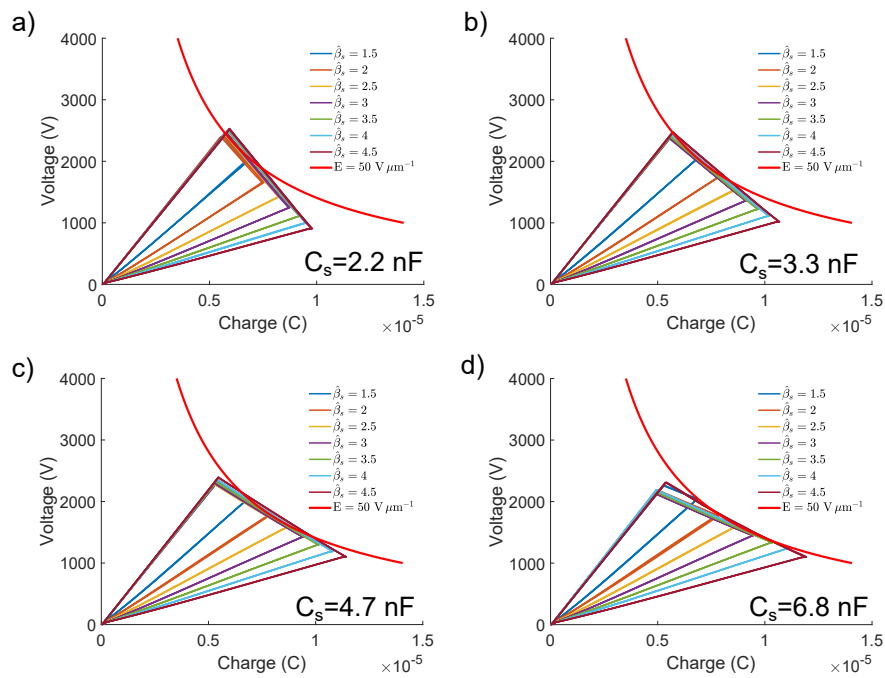 a)
4000
3000
2000
1000
0
Voltage (V)
0
0.5
1
1.5
Charge (C)
×10⁻⁵
β̂ₛ = 1.5
β̂ₛ = 2
β̂ₛ = 2.5
β̂ₛ = 3
β̂ₛ = 3.5
β̂ₛ = 4
β̂ₛ = 4.5
E = 50 V μm⁻¹
Cₛ=2.2 nF
b)
4000
3000
2000
1000
0
Voltage (V)
0
0.5
1
1.5
Charge (C)
×10⁻⁵
β̂ₛ = 1.5
β̂ₛ = 2
β̂ₛ = 2.5
β̂ₛ = 3
β̂ₛ = 3.5
β̂ₛ = 4
β̂ₛ = 4.5
E = 50 V μm⁻¹
Cₛ=3.3 nF
c)
4000
3000
2000
1000
0
Voltage (V)
0
0.5
1
1.5
Charge (C)
×10⁻⁵
β̂ₛ = 1.5
β̂ₛ = 2
β̂ₛ = 2.5
β̂ₛ = 3
β̂ₛ = 3.5
β̂ₛ = 4
β̂ₛ = 4.5
E = 50 V μm⁻¹
Cₛ=4.7 nF
d)
4000
3000
2000
1000
0
Voltage (V)
0
0.5
1
1.5
Charge (C)
×10⁻⁵
β̂ₛ = 1.5
β̂ₛ = 2
β̂ₛ = 2.5
β̂ₛ = 3
β̂ₛ = 3.5
β̂ₛ = 4
β̂ₛ = 4.5
E = 50 V μm⁻¹
Cₛ=6.8 nF